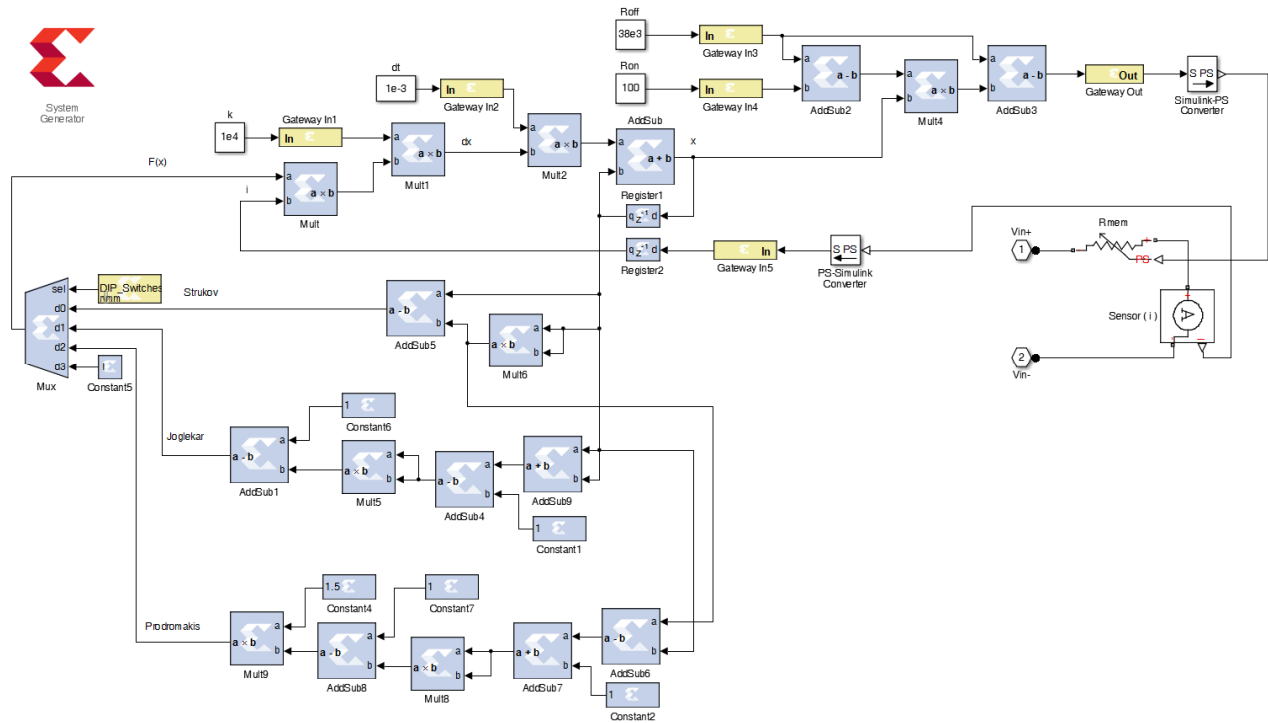 System
Generator
Roff
38e3
In
Gateway In3
Ron
100
In
Gateway In4
a
b
a - b
AddSub2
a
b
a × b
Mult4
a
b
a - b
AddSub3
Out
Gateway Out
S PS
Simulink-PS
Converter
dt
1e-3
In
Gateway In2
k
1e4
Gateway In1
In
F(x)
i
a
b
a × b
Mult
a
b
a × b
Mult1
dx
a
b
a × b
Mult2
AddSub
a
b
a + b
x
Register1
q z⁻¹ d
q z⁻¹ d
Register2
In
Gateway In5
S PS
PS-Simulink
Converter
Vin+
1
Rmem
+
-
PS
Sensor ( i )
A
+
-
I
2
Vin-
sel
d0
d1
d2
d3
Mux
DIP_Switches
1
Constant5
Strukov
a
b
a - b
AddSub5
a
b
a × b
Mult6
Joglekar
a
b
a - b
AddSub1
1
Constant6
a
b
a × b
Mult5
a
b
a - b
AddSub4
a
b
a + b
AddSub9
1
Constant1
Prodromakis
a
b
a × b
Mult9
1.5
Constant4
a
b
a - b
AddSub8
1
Constant7
a
b
a × b
Mult8
a
b
a + b
AddSub7
a
b
a - b
AddSub6
1
Constant2